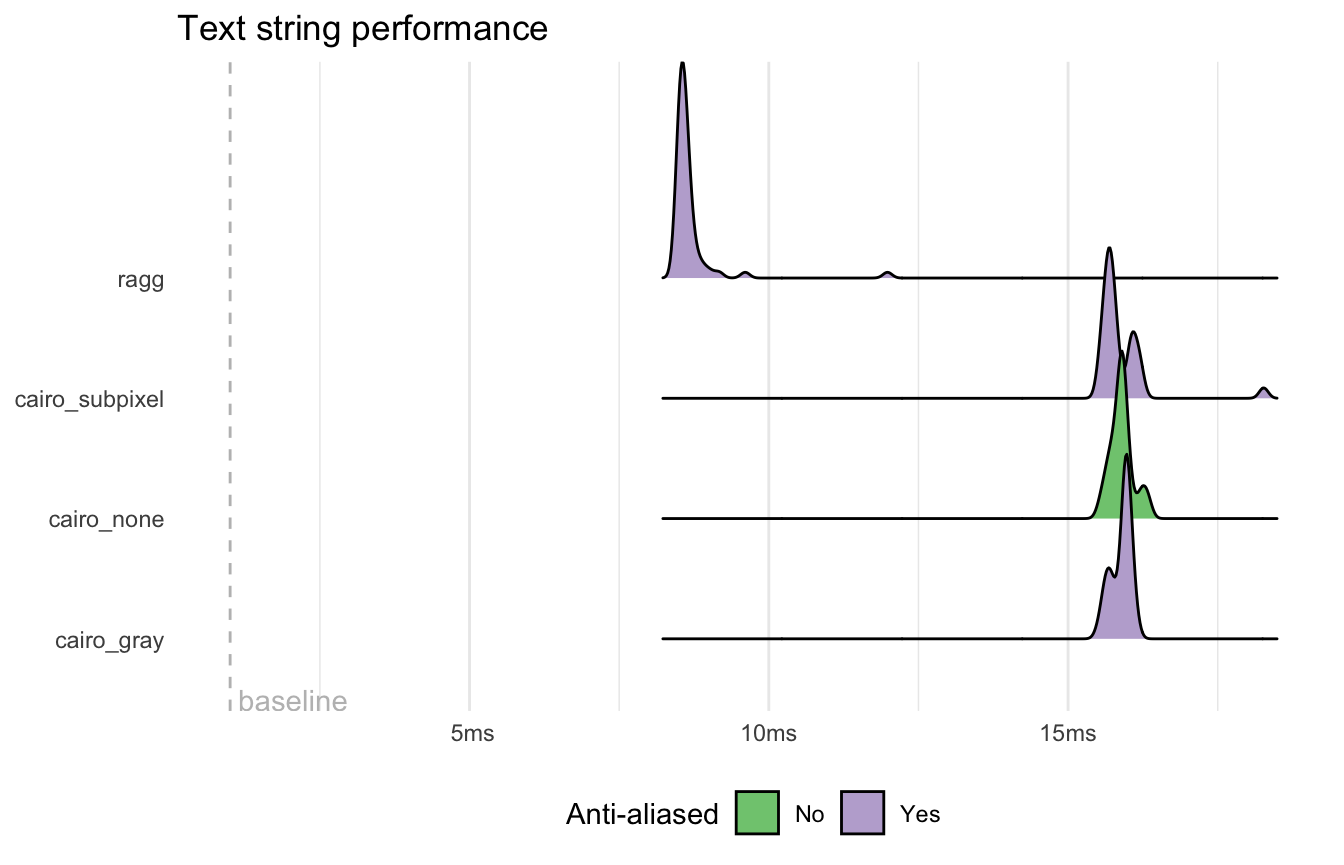 Text string performance
ragg
cairo_subpixel
cairo_none
cairo_gray
baseline
5ms 10ms 15ms
Anti-aliased No Yes